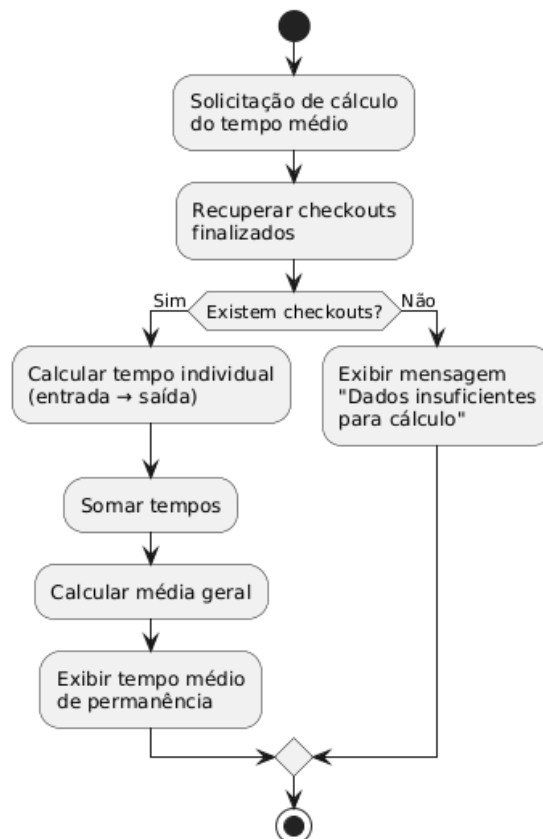 Solicitação de cálculo
do tempo médio
Recuperar checkouts
finalizados
Sim
Existem checkouts?
Não
Calcular tempo individual
(entrada → saída)
Exibir mensagem
"Dados insuficientes
para cálculo"
Somar tempos
Calcular média geral
Exibir tempo médio
de permanência